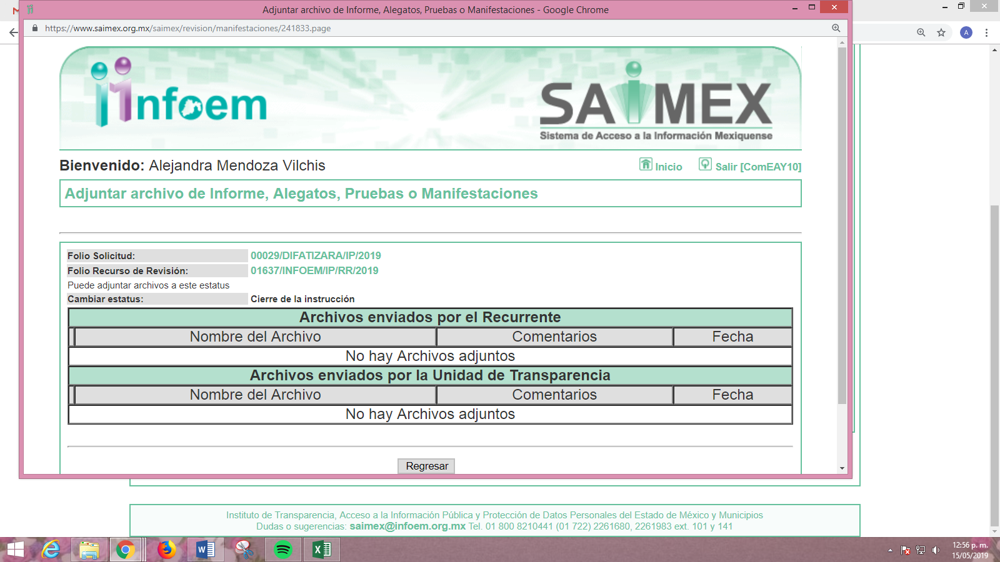 Adjuntar archivo de Informe, Alegatos, Pruebas o Manifestaciones - Google Chrome
https://www.saimex.org.mx/saimex/revision/manifestaciones/241833.page
A
infoem
SAIMEX
Sistema de Acceso a la Información Mexiquense
Bienvenido: Alejandra Mendoza Vilchis
Inicio
Salir [ComEAY10]
Adjuntar archivo de Informe, Alegatos, Pruebas o Manifestaciones
Folio Solicitud: 00029/DIFATIZARA/IP/2019
Folio Recurso de Revisión: 01637/INFOEM/IP/RR/2019
Puede adjuntar archivos a este estatus
Cambiar estatus: Cierre de la instrucción
Archivos enviados por el Recurrente
Nombre del Archivo Comentarios Fecha
No hay Archivos adjuntos
Archivos enviados por la Unidad de Transparencia
Nombre del Archivo Comentarios Fecha
No hay Archivos adjuntos
Regresar
Instituto de Transparencia, Acceso a la Información Pública y Protección de Datos Personales del Estado de México y Municipios
Dudas o sugerencias: saimex@infoem.org.mx Tel. 01 800 8210441 (01 722) 2261680, 2261983 ext. 101 y 141
12:56 p. m.
15/05/2019